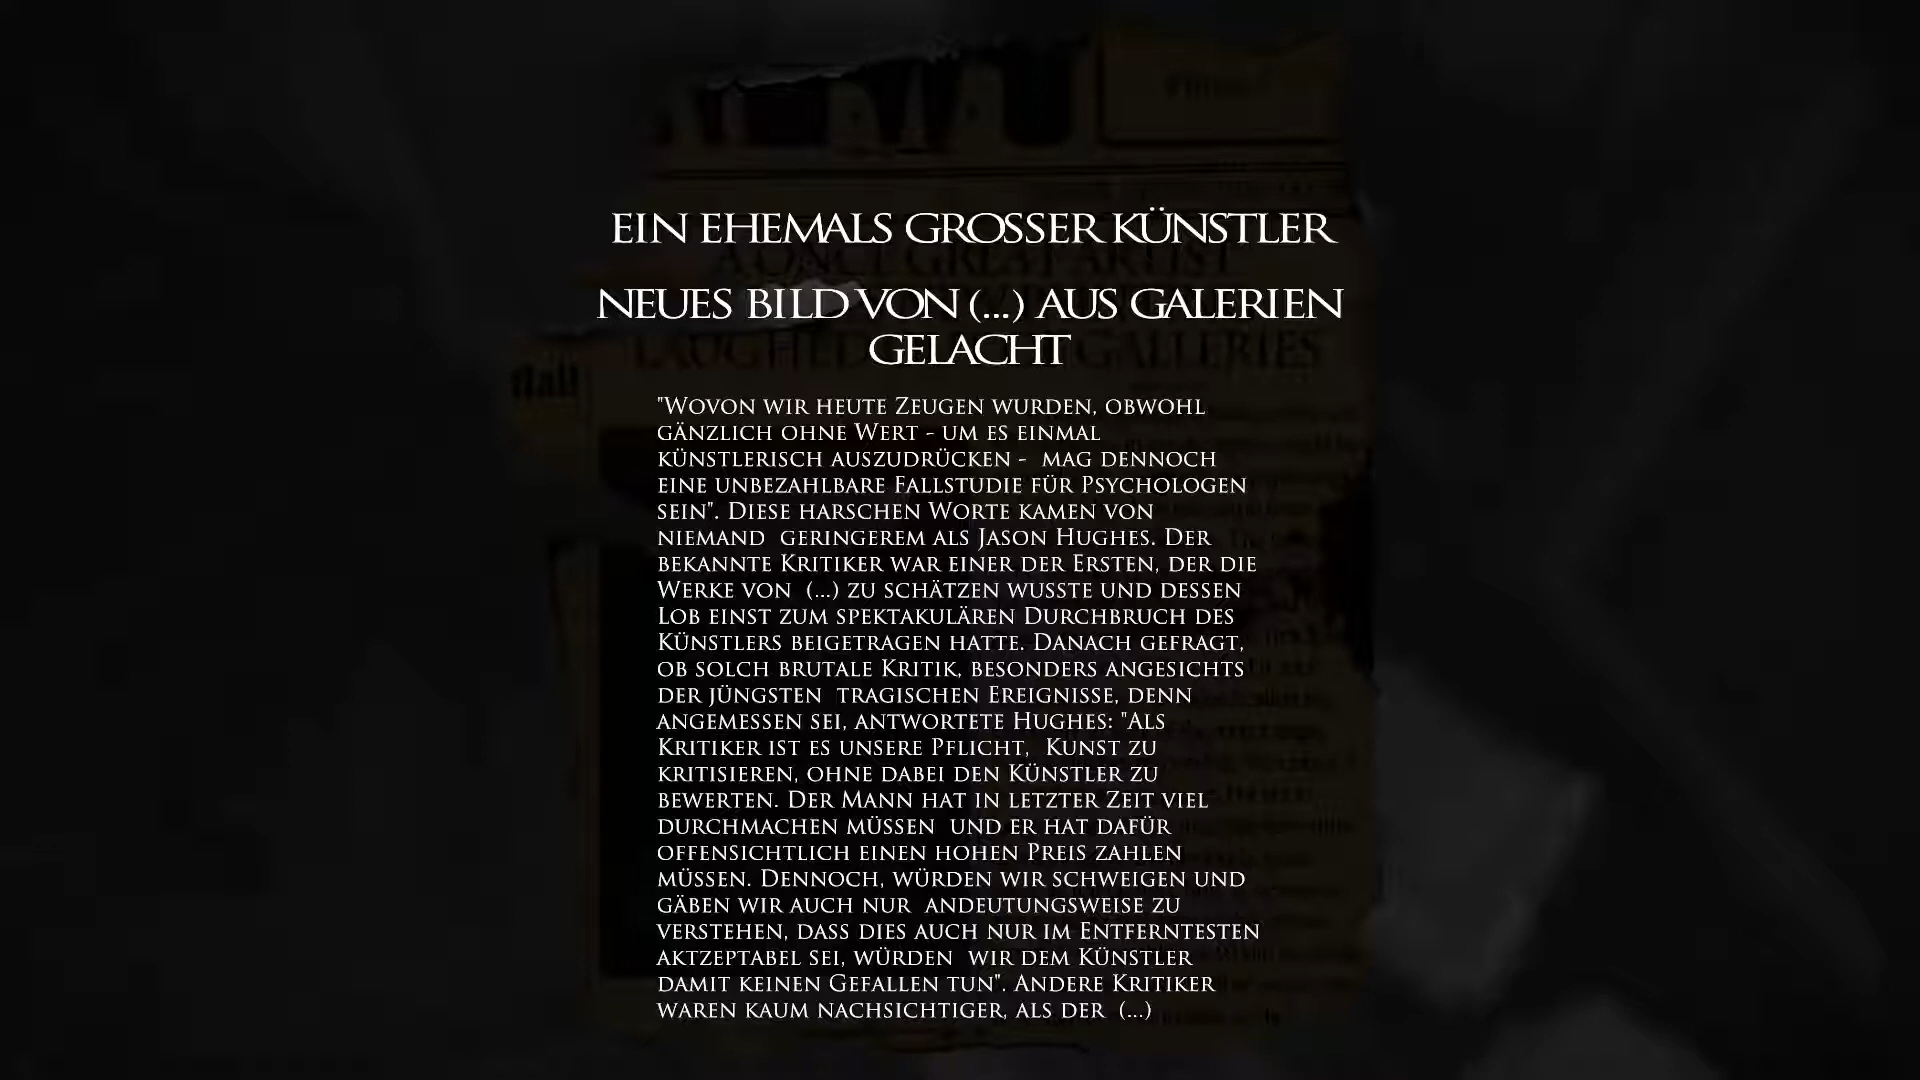 EIN EHEMALS GROSSER KÜNSTLER
NEUES BILD VON (...) AUS GALERIEN
GELACHT
"Wovon wir heute Zeugen wurden, obwohl
gänzlich ohne Wert - um es einmal
künstlerisch auszudrücken - mag dennoch
eine unbezahlbare Fallstudie für Psychologen
sein". Diese harschen Worte kamen von
niemand geringerem als Jason Hughes. Der
bekannte Kritiker war einer der Ersten, der die
Werke von (...) zu schätzen wusste und dessen
Lob einst zum spektakulären Durchbruch des
Künstlers beigetragen hatte. Danach gefragt,
ob solch brutale Kritik, besonders angesichts
der jüngsten tragischen Ereignisse, denn
angemessen sei, antwortete Hughes: "Als
Kritiker ist es unsere Pflicht, Kunst zu
kritisieren, ohne dabei den Künstler zu
bewerten. Der Mann hat in letzter Zeit viel
durchmachen müssen und er hat dafür
offensichtlich einen hohen Preis zahlen
müssen. Dennoch, würden wir schweigen und
gäben wir auch nur andeutungsweise zu
verstehen, dass dies auch nur im Entferntesten
aktzeptabel sei, würden wir dem Künstler
damit keinen Gefallen tun". Andere Kritiker
waren kaum nachsichtiger, als der (...)
A ONCE GREAT ARTIST
LAUGHED GALLERIES